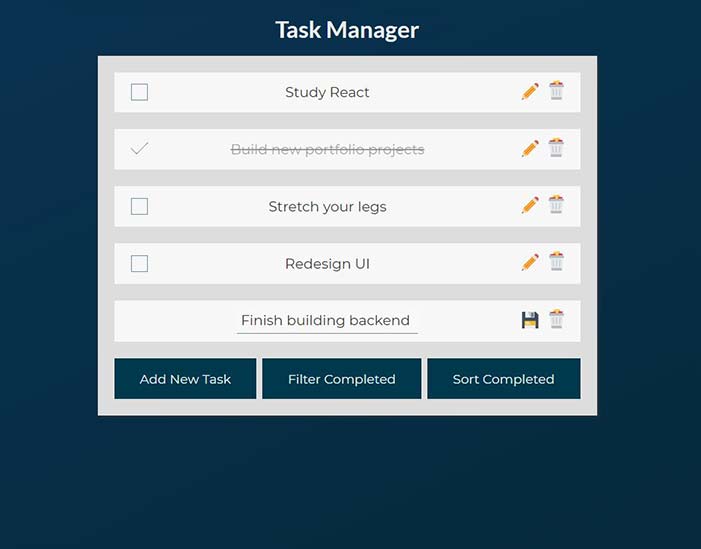 Task Manager
Study React
Build new portfolio projects
Stretch your legs
Redesign UI
Finish building backend
Add New Task
Filter Completed
Sort Completed